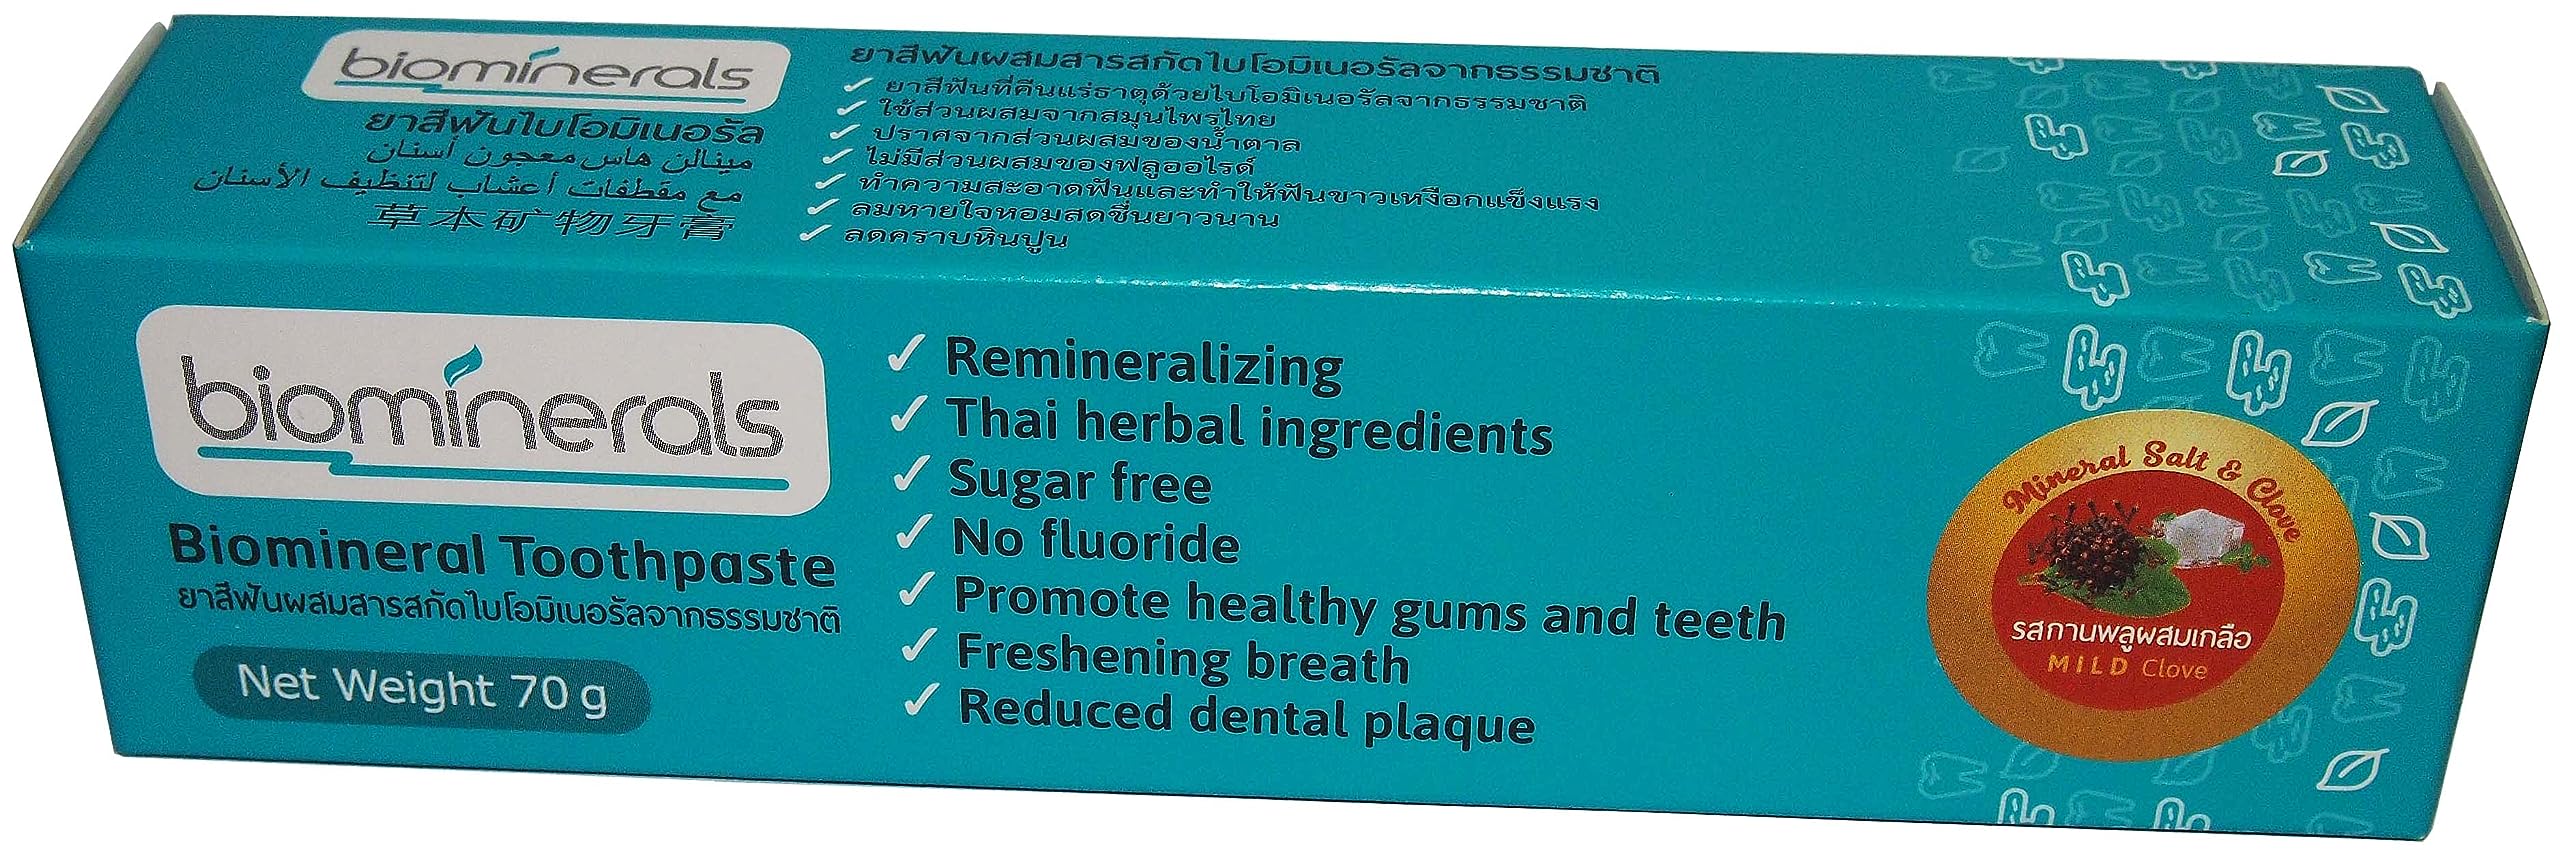 biominerals
ยาสีฟันไบโอมิเนอรัล
مينالن هاس معجون أسنان
مع مقطفات أعشاب لتنظيف الأسنان
草本矿物牙膏
ยาสีฟันผสมสารสกัดไบโอมิเนอรัลจากธรรมชาติ
✓ ยาสีฟันที่คืนแร่ธาตุด้วยไบโอมิเนอรัลจากธรรมชาติ
✓ ใช้ส่วนผสมจากสมุนไพรไทย
✓ ปราศจากส่วนผสมของน้ำตาล
✓ ไม่มีส่วนผสมของฟลูออไรด์
✓ ทำความสะอาดฟันและทำให้ฟันขาวเหงือกแข็งแรง
✓ ลมหายใจหอมสดชื่นยาวนาน
✓ ลดคราบหินปูน
biominerals
Biomineral Toothpaste
ยาสีฟันผสมสารสกัดไบโอมิเนอรัลจากธรรมชาติ
Net Weight 70 g
✓ Remineralizing
✓ Thai herbal ingredients
✓ Sugar free
✓ No fluoride
✓ Promote healthy gums and teeth
✓ Freshening breath
✓ Reduced dental plaque
Mineral Salt & Clove
รสกานพลูผสมเกลือ
MILD Clove